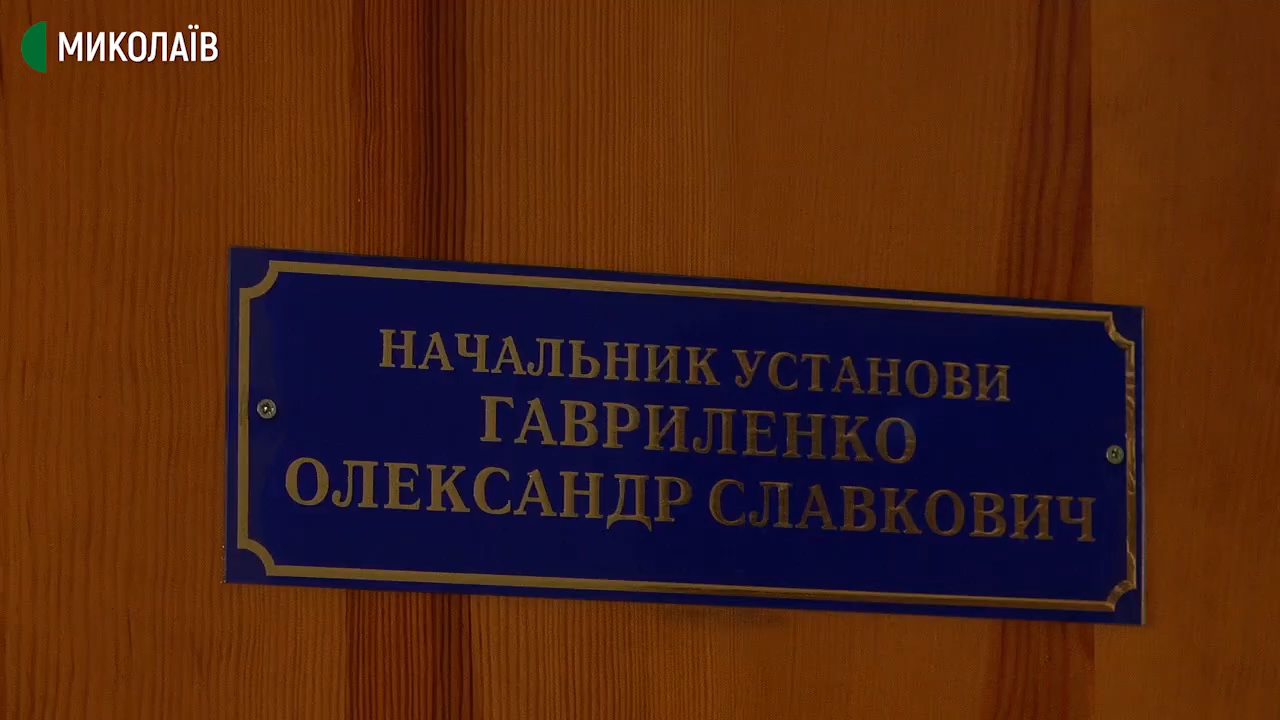 МИКОЛАЇВ
НАЧАЛЬНИК УСТАНОВИ
ГАВРИЛЕНКО
ОЛЕКСАНДР СЛАВКОВИЧ